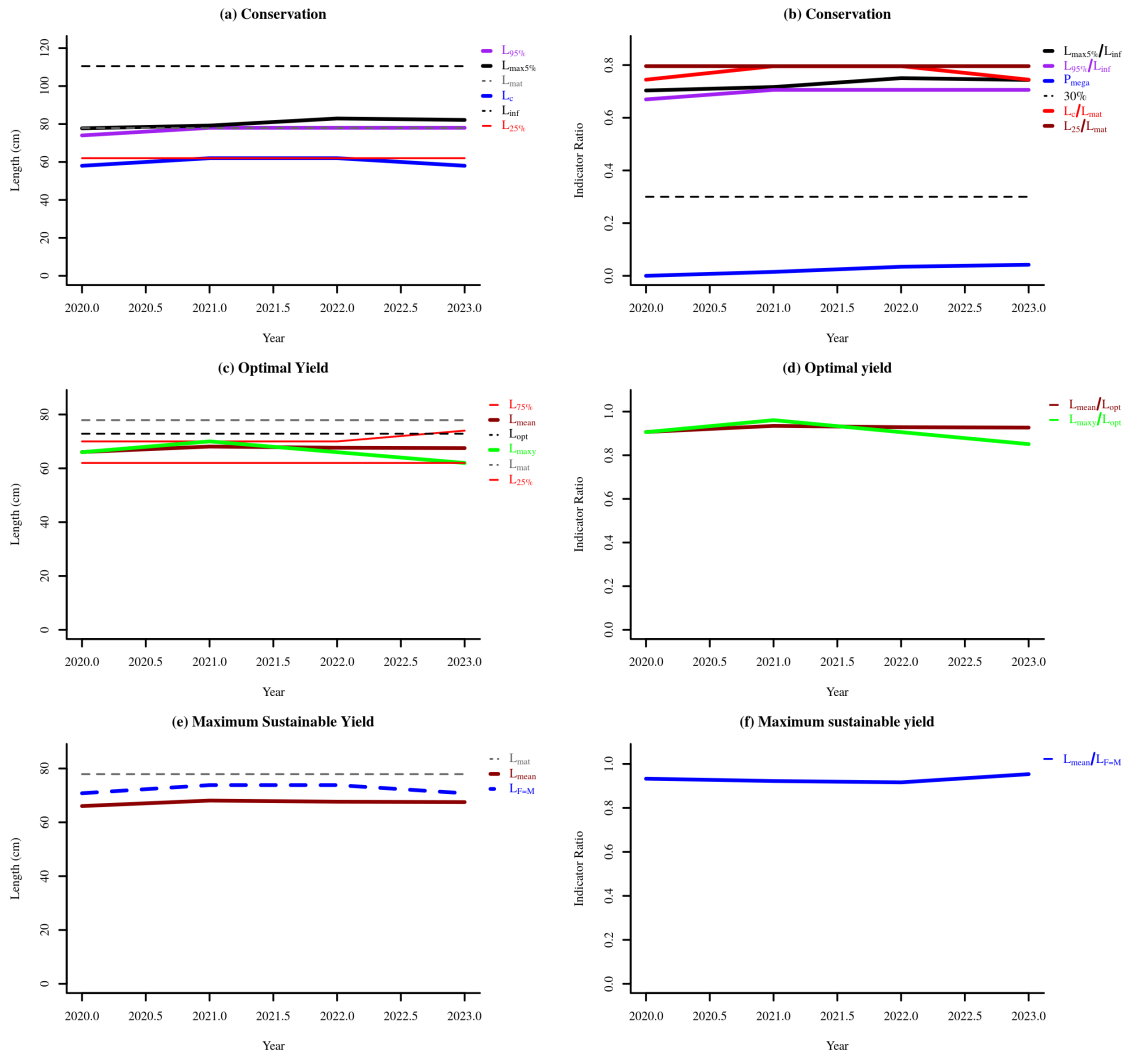 (a) Conservation
120
100
80
60
40
20
0
Length (cm)
2020.0 2020.5 2021.0 2021.5 2022.0 2022.5 2023.0
Year
L95%
Lmax5%
Lmat
Lc
Linf
L25%
(b) Conservation
0.8
0.6
0.4
0.2
0.0
Indicator Ratio
2020.0 2020.5 2021.0 2021.5 2022.0 2022.5 2023.0
Year
Lmax5%/Linf
L95%/Linf
Pmega
30%
Lc/Lmat
L25/Lmat
(c) Optimal Yield
80
60
40
20
0
Length (cm)
2020.0 2020.5 2021.0 2021.5 2022.0 2022.5 2023.0
Year
L75%
Lmean
Lopt
Lmaxy
Lmat
L25%
(d) Optimal yield
1.0
0.8
0.6
0.4
0.2
0.0
Indicator Ratio
2020.0 2020.5 2021.0 2021.5 2022.0 2022.5 2023.0
Year
Lmean/Lopt
Lmaxy/Lopt
(e) Maximum Sustainable Yield
80
60
40
20
0
Length (cm)
2020.0 2020.5 2021.0 2021.5 2022.0 2022.5 2023.0
Year
Lmat
Lmean
LF=M
(f) Maximum sustainable yield
1.0
0.8
0.6
0.4
0.2
0.0
Indicator Ratio
2020.0 2020.5 2021.0 2021.5 2022.0 2022.5 2023.0
Year
Lmean/LF=M